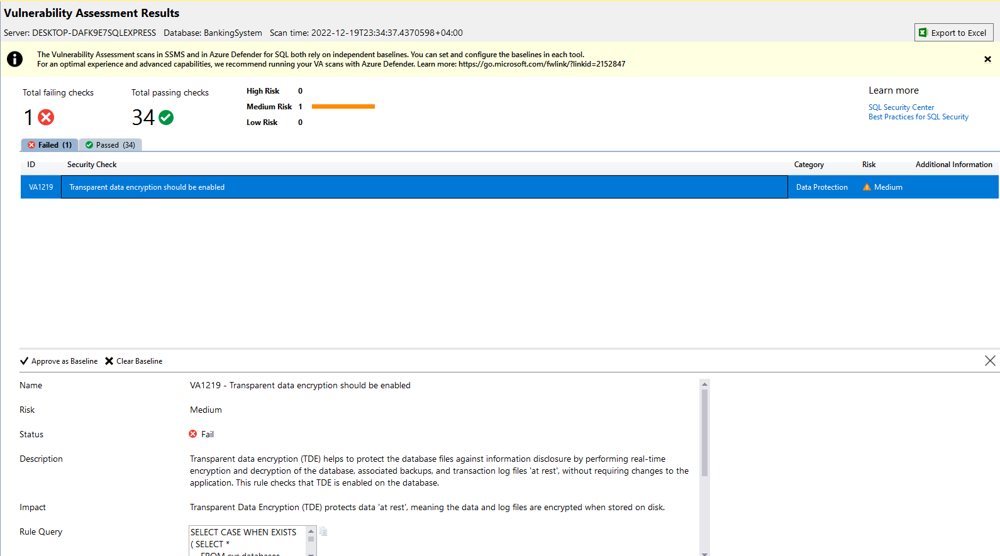 Vulnerability Assessment Results
Server: DESKTOP-DAFK9E7SQLEXPRESS Database: BankingSystem Scan time: 2022-12-19T23:34:37.4370598+04:00
Export to Excel
The Vulnerability Assessment scans in SSMS and in Azure Defender for SQL both rely on independent baselines. You can set and configure the baselines in each tool.
For an optimal experience and advanced capabilities, we recommend running your VA scans with Azure Defender. Learn more: https://go.microsoft.com/fwlink/?linkid=2152847
Total failing checks
1
Total passing checks
34
High Risk 0
Medium Risk 1
Low Risk 0
Learn more
SQL Security Center
Best Practices for SQL Security
Failed (1) Passed (34)
ID Security Check Category Risk Additional Information
VA1219 Transparent data encryption should be enabled Data Protection Medium
Approve as Baseline Clear Baseline
Name VA1219 - Transparent data encryption should be enabled
Risk Medium
Status Fail
Description Transparent data encryption (TDE) helps to protect the database files against information disclosure by performing real-time
encryption and decryption of the database, associated backups, and transaction log files 'at rest', without requiring changes to the
application. This rule checks that TDE is enabled on the database.
Impact Transparent Data Encryption (TDE) protects data 'at rest', meaning the data and log files are encrypted when stored on disk.
Rule Query SELECT CASE WHEN EXISTS
( SELECT *
FROM sys.databases